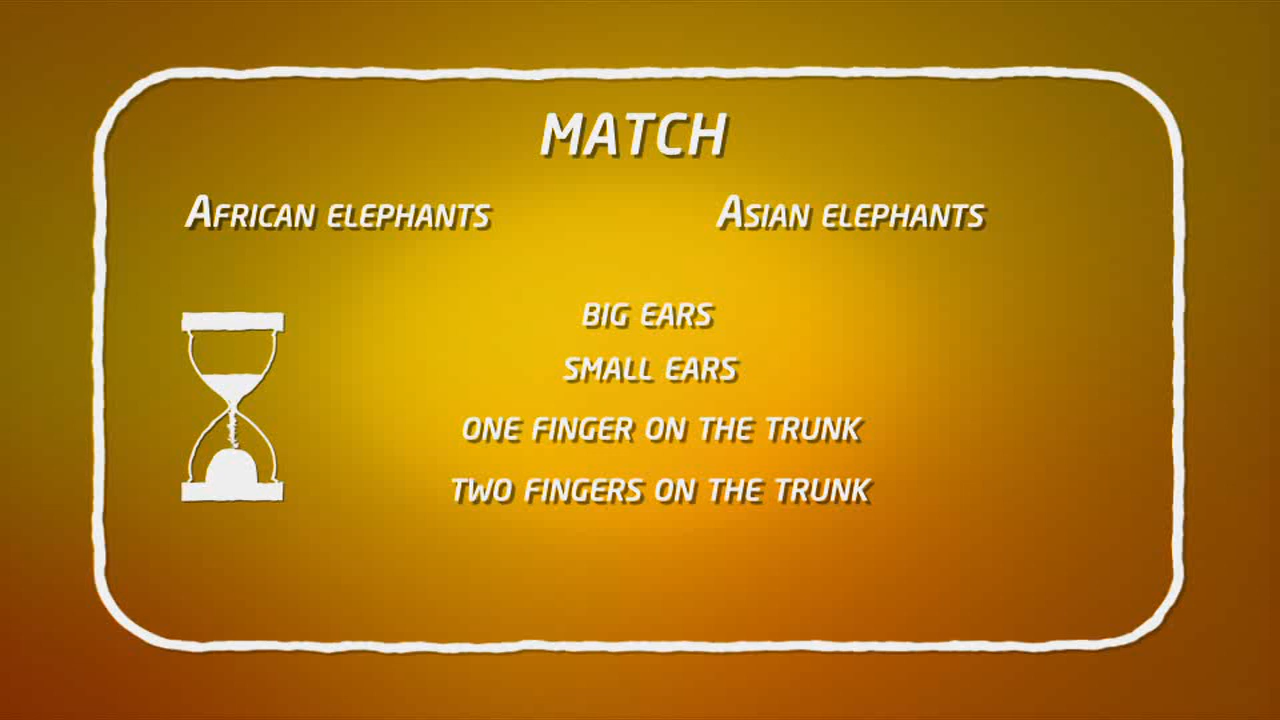 MATCH
African elephants Asian elephants
big ears
small ears
one finger on the trunk
two fingers on the trunk